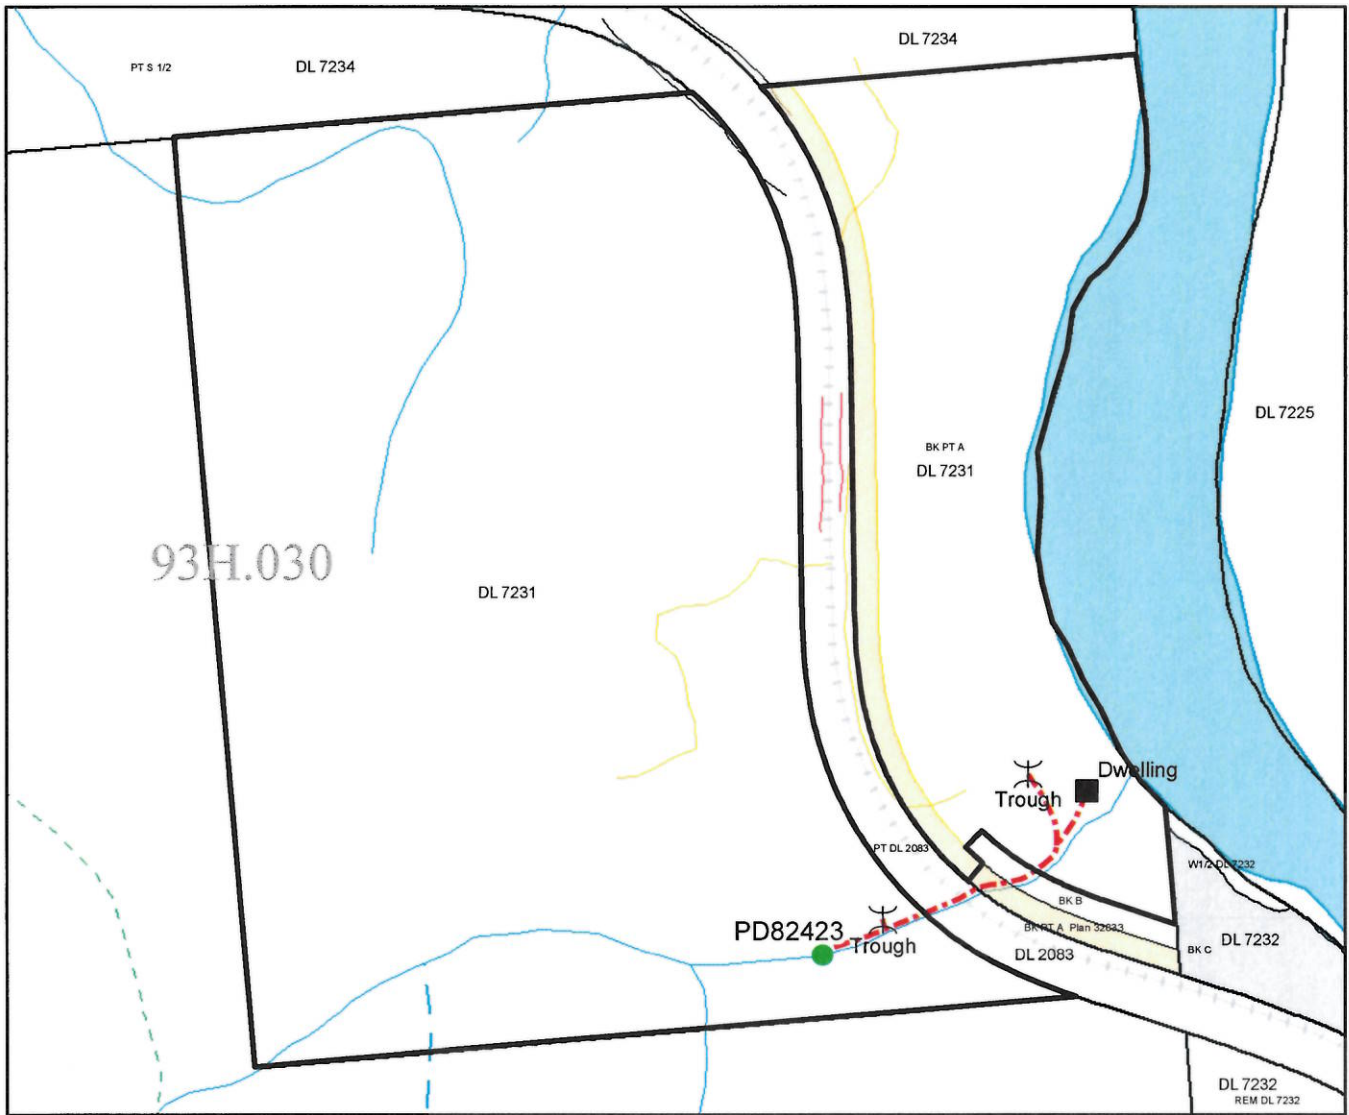 DL 7234
PT S 1/2
DL 7234
DL 7225
BK PT A
DL 7231
93H.030
DL 7231
Dwelling
Trough
PT DL 2083
W1/2 DL 7232
BK B
PD82423
BK PT A Plan 32633
Trough
DL 7232
BK C
DL 2083
DL 7232
REM DL 7232